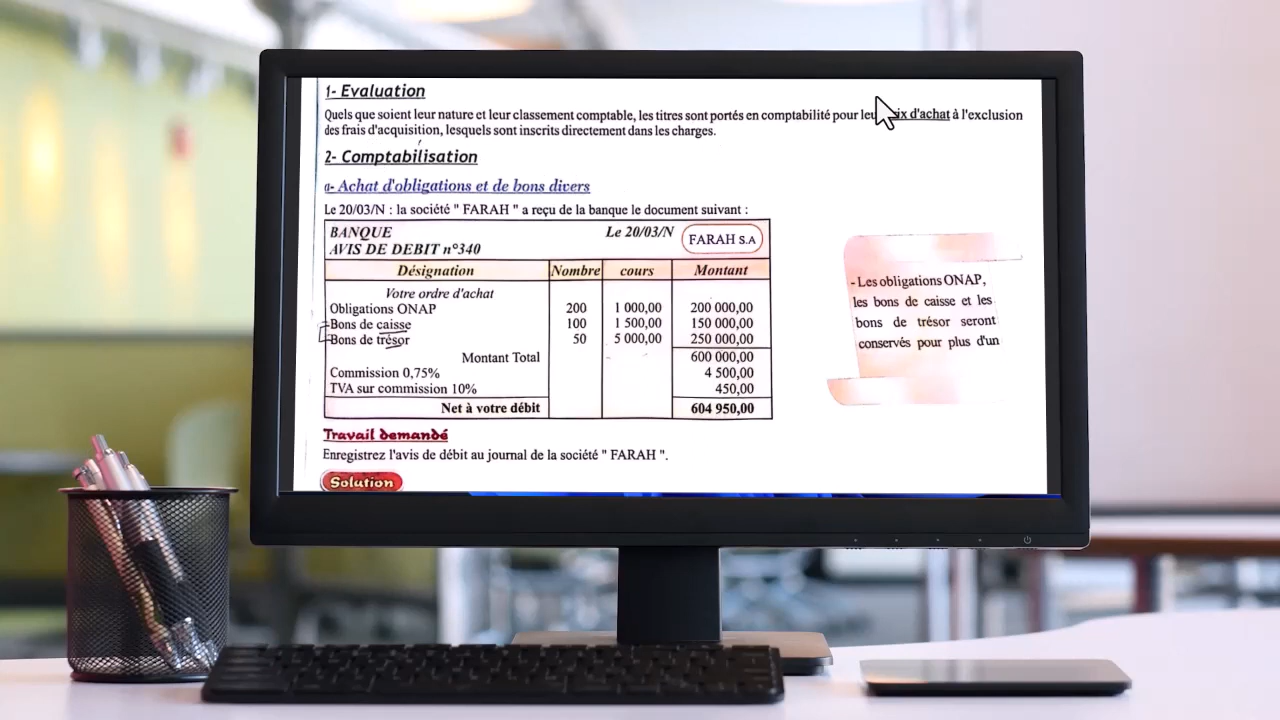 1- Evaluation
Quels que soient leur nature et leur classement comptable, les titres sont portés en comptabilité pour d'achat à l'exclusion
des frais d'acquisition, lesquels sont inscrits directement dans les charges.
2- Comptabilisation
a- Achat d'obligations et de bons divers
Le 20/03/N : la société " FARAH " a reçu de la banque le document suivant :
BANQUE Le 20/03/N FARAH S.A
AVIS DE DEBIT n°340
Désignation Nombre cours Montant
Votre ordre d'achat
Obligations ONAP 200 1 000,00 200 000,00
Bons de caisse 100 1 500,00 150 000,00
Bons de trésor 50 5 000,00 250 000,00
Montant Total 600 000,00
Commission 0,75% 4 500,00
TVA sur commission 10% 450,00
Net à votre débit 604 950,00
- Les obligations ONAP,
les bons de caisse et les
bons de trésor seront
conservés pour plus d'un
Travail demandé
Enregistrez l'avis de débit au journal de la société " FARAH ".
Solution